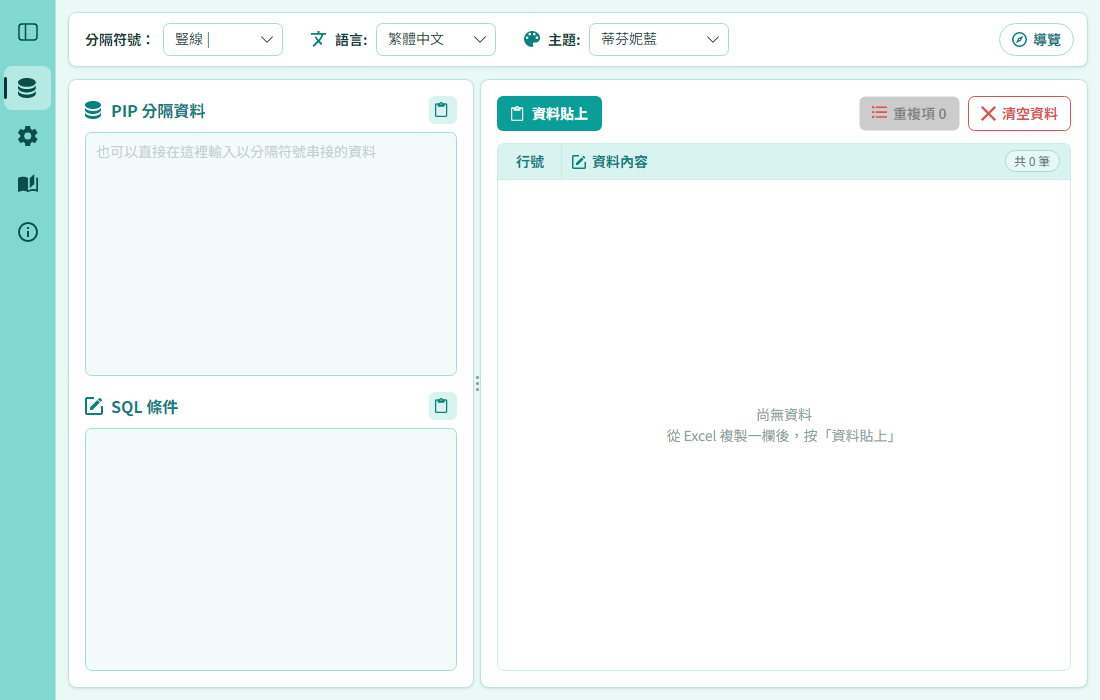 分隔符號：
豎線 |
語言:
繁體中文
主題:
蒂芬妮藍
導覽
PIP 分隔資料
也可以直接在這裡輸入以分隔符號串接的資料
SQL 條件
資料貼上
重複項 0
清空資料
行號
資料內容
共 0 筆
尚無資料
從 Excel 複製一欄後，按「資料貼上」